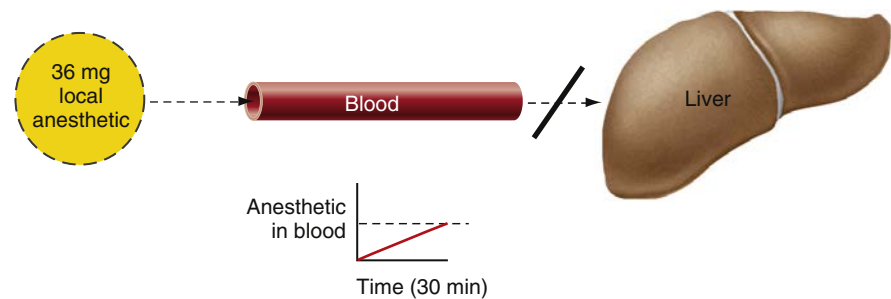 36 mg
local
anesthetic
Blood
Liver
Anesthetic
in blood
Time (30 min)